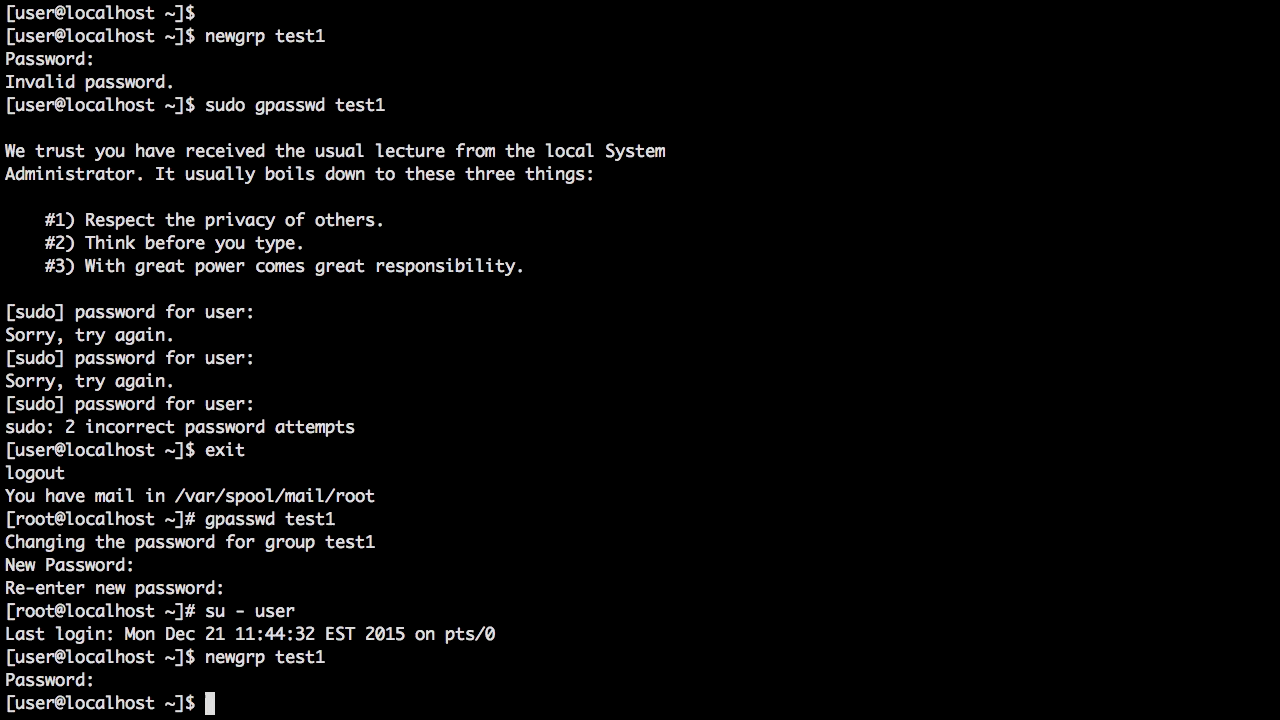 [user@localhost ~]$
[user@localhost ~]$ newgrp test1
Password:
Invalid password.
[user@localhost ~]$ sudo gpasswd test1
We trust you have received the usual lecture from the local System
Administrator. It usually boils down to these three things:
#1) Respect the privacy of others.
#2) Think before you type.
#3) With great power comes great responsibility.
[sudo] password for user:
Sorry, try again.
[sudo] password for user:
Sorry, try again.
[sudo] password for user:
sudo: 2 incorrect password attempts
[user@localhost ~]$ exit
logout
You have mail in /var/spool/mail/root
[root@localhost ~]# gpasswd test1
Changing the password for group test1
New Password:
Re-enter new password:
[root@localhost ~]# su - user
Last login: Mon Dec 21 11:44:32 EST 2015 on pts/0
[user@localhost ~]$ newgrp test1
Password:
[user@localhost ~]$